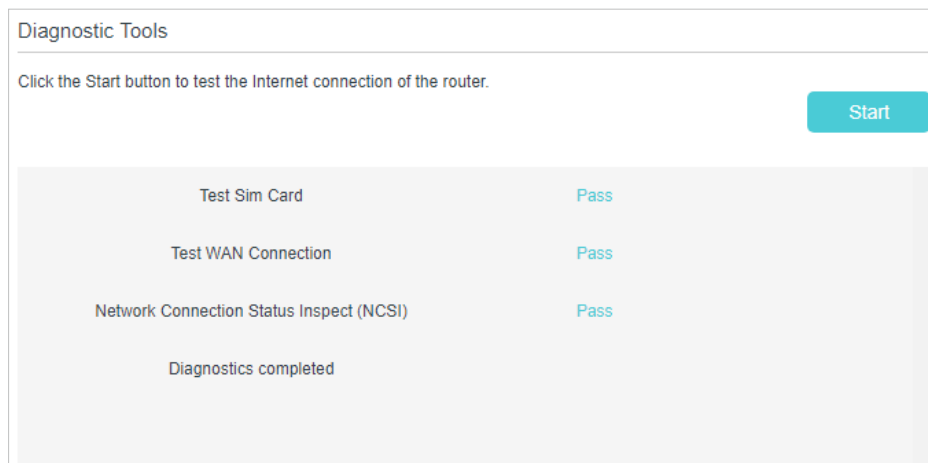 Diagnostic Tools
Click the Start button to test the Internet connection of the router.
Start
Test Sim Card Pass
Test WAN Connection Pass
Network Connection Status Inspect (NCSI) Pass
Diagnostics completed